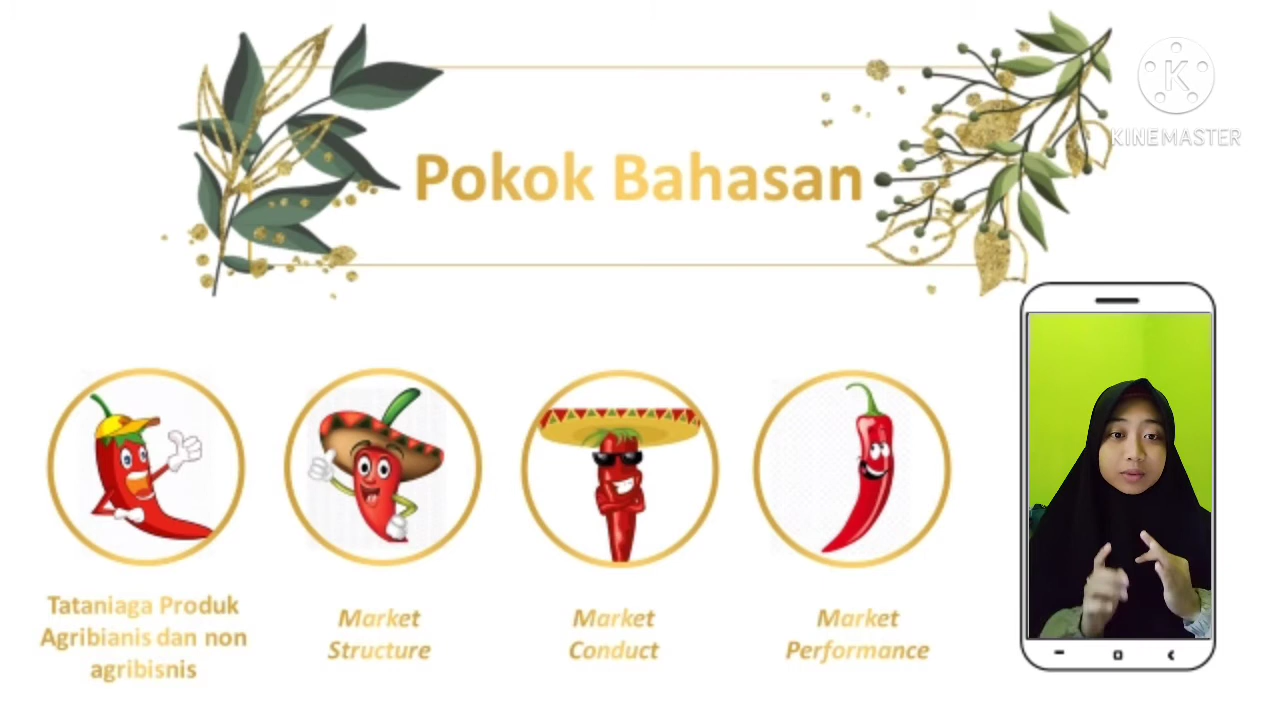 KINEMASTER
Pokok Bahasan
Tataniaga Produk
Agribianis dan non
agribisnis
Market
Structure
Market
Conduct
Market
Performance